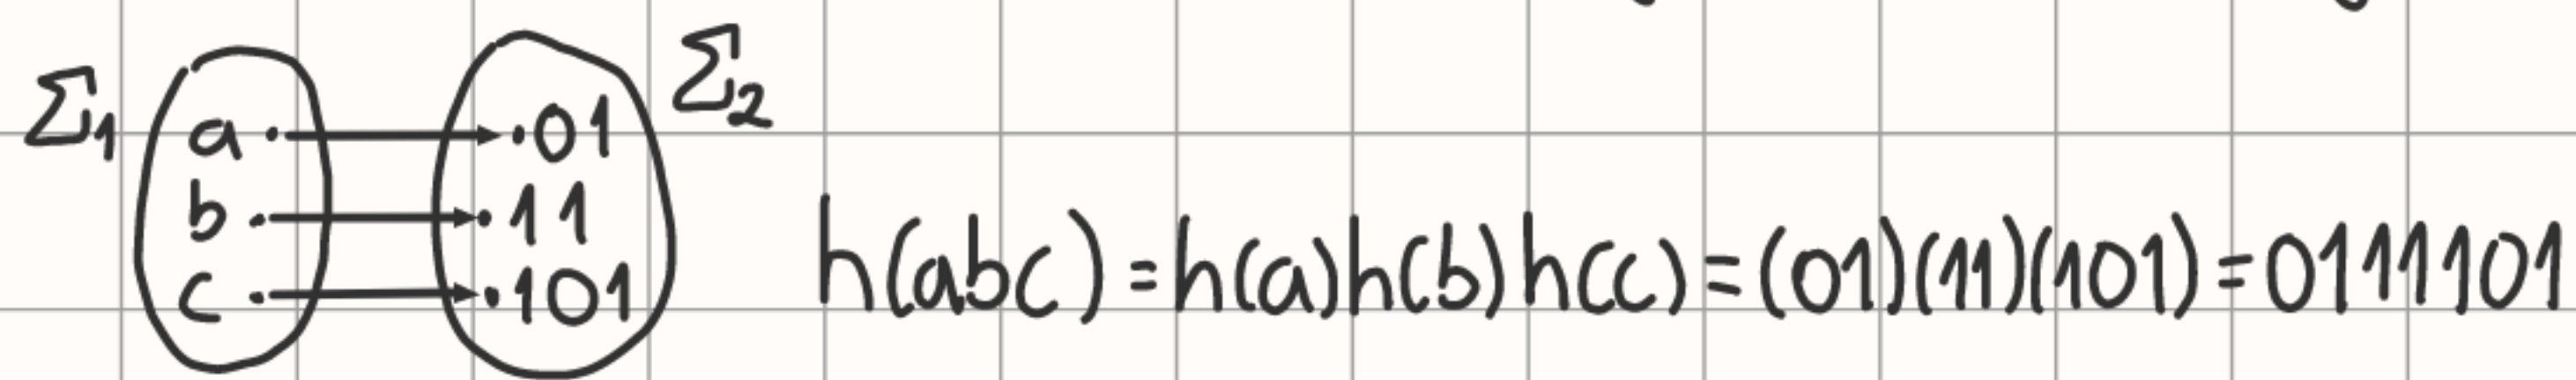 Σ1 Σ2
a 01
b 11
c 101
h(abc)=h(a)h(b)h(c)=(01)(11)(101)=0111101